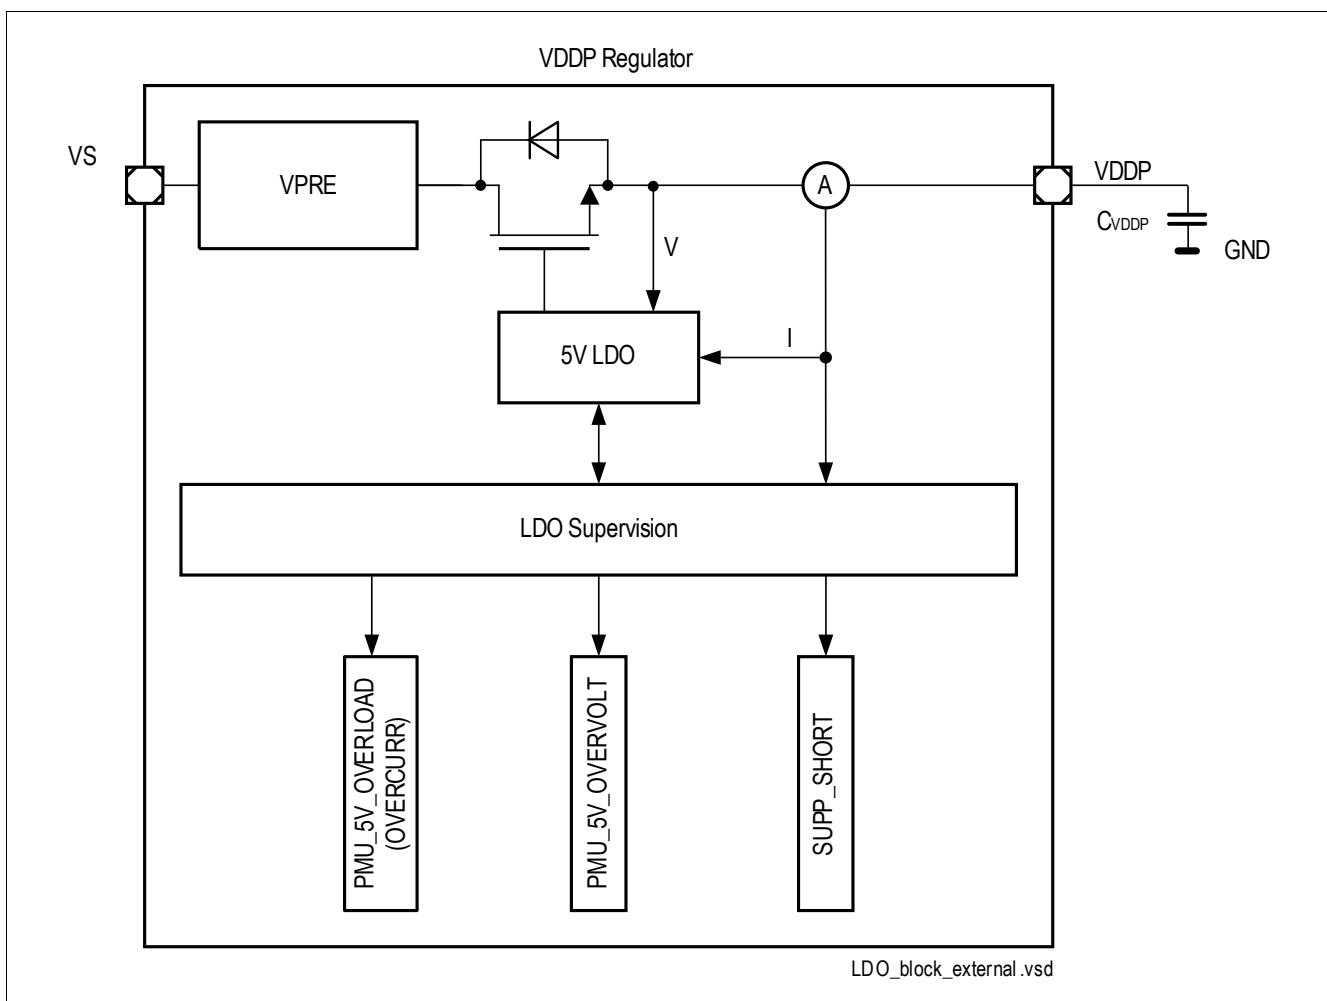 VDDP Regulator
VS
VPRE
A
VDDP
CVDDP
GND
V
I
5V LDO
LDO Supervision
PMU_5V_OVERLOAD
(OVERCURR)
PMU_5V_OVERVOLT
SUPP_SHORT
LDO_block_external.vsd